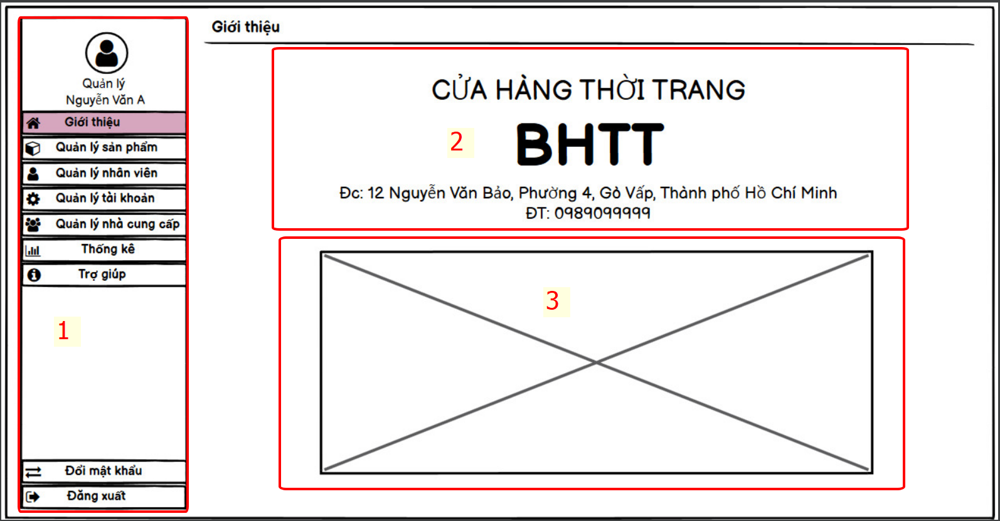 Quản lý
Nguyễn Văn A
Giới thiệu
Quản lý sản phẩm
Quản lý nhân viên
Quản lý tài khoản
Quản lý nhà cung cấp
Thống kê
Trợ giúp
1
Đổi mật khẩu
Đăng xuất
Giới thiệu
CỬA HÀNG THỜI TRANG
2
BHTT
Đc: 12 Nguyễn Văn Bảo, Phường 4, Gò Vấp, Thành phố Hồ Chí Minh
ĐT: 0989099999
3